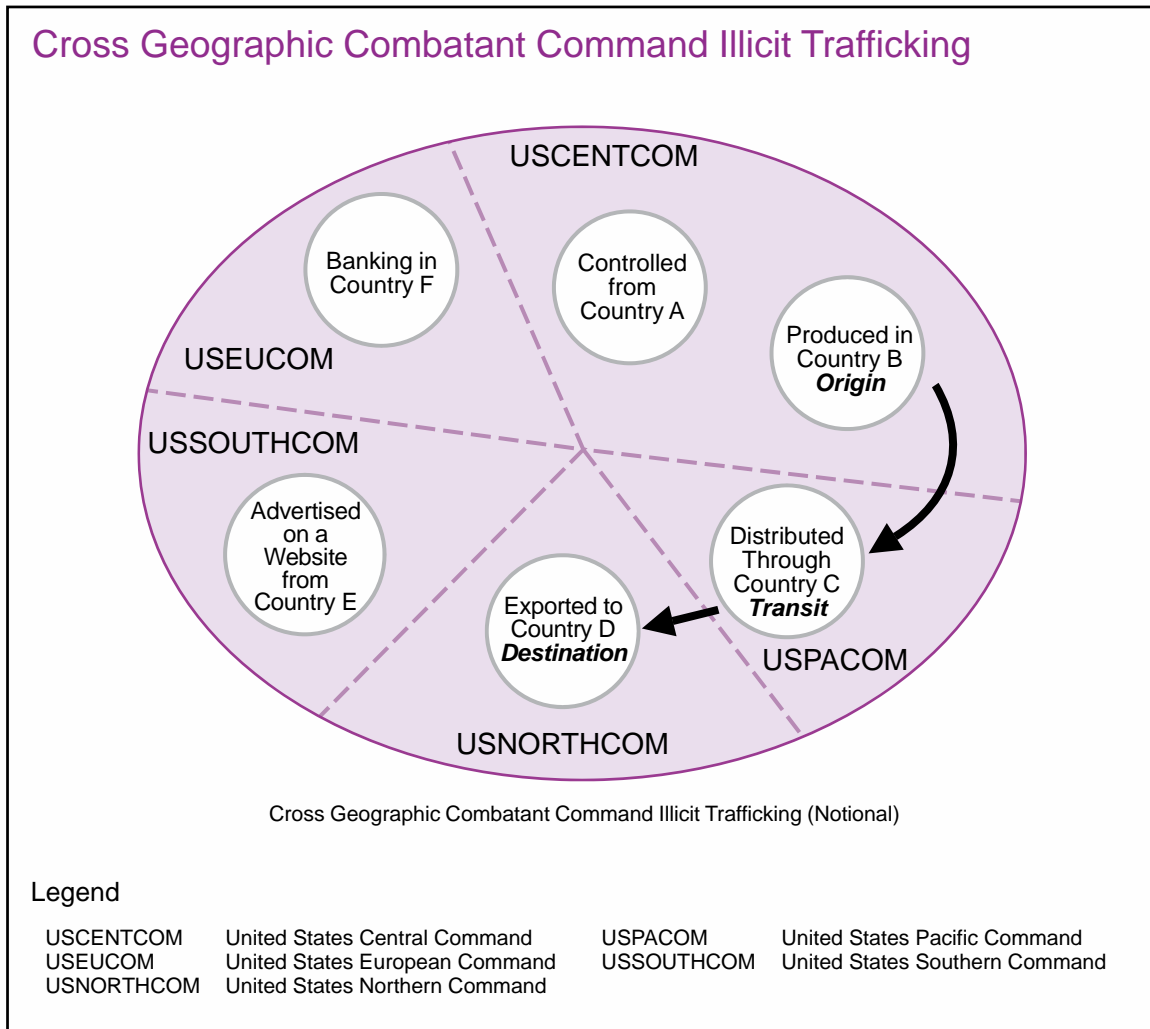 Cross Geographic Combatant Command Illicit Trafficking
USCENTCOM
Banking in
Country F
Controlled
from
Country A
Produced in
Country B
Origin
USEUCOM
USSOUTHCOM
Advertised
on a
Website
from
Country E
Exported to
Country D
Destination
Distributed
Through
Country C
Transit
USPACOM
USNORTHCOM
Cross Geographic Combatant Command Illicit Trafficking (Notional)
Legend
USCENTCOM United States Central Command
USEUCOM United States European Command
USNORTHCOM United States Northern Command
USPACOM United States Pacific Command
USSOUTHCOM United States Southern Command